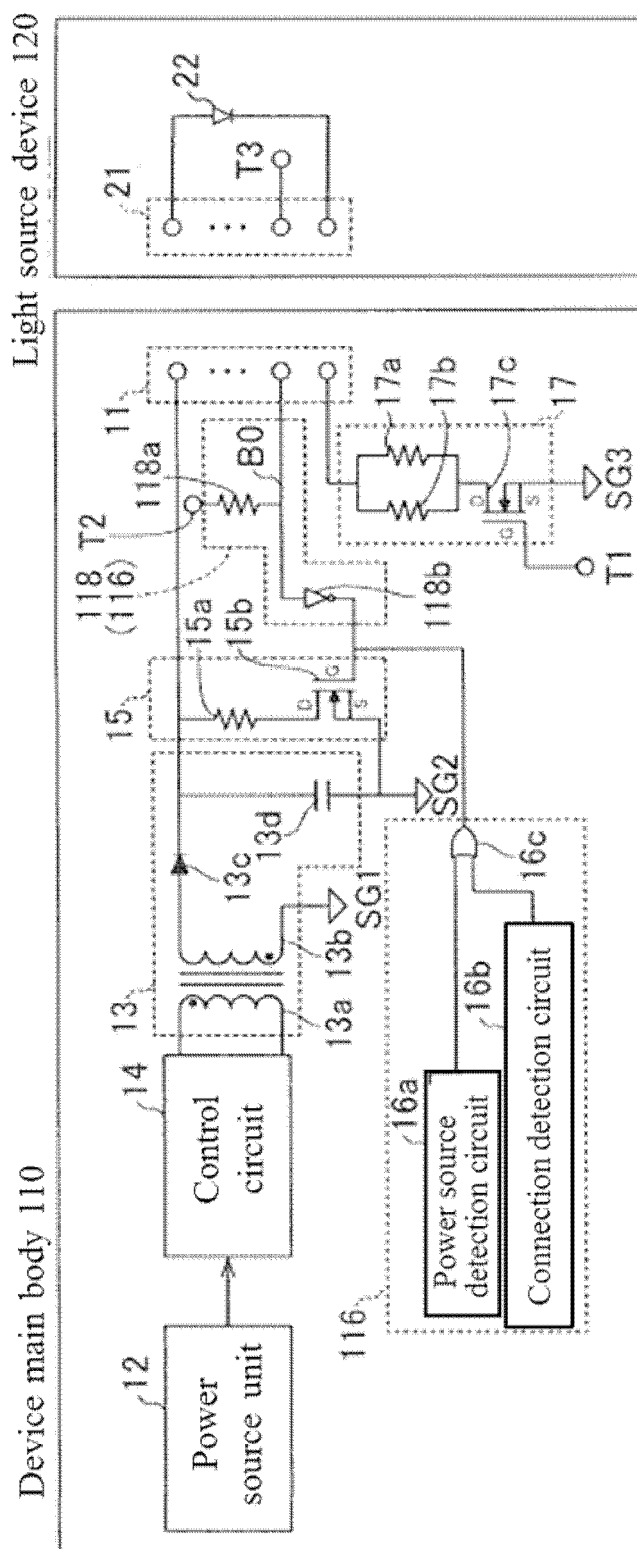 Device main body 110
Light source device 120
12
Power
source unit
14
Control
circuit
13
13a
13b
13c
13d
SG1
SG2
15
15a
15b
D
G
S
118
(116)
T2
118a
B0
118b
11
17a
17b
17c
17
D
G
S
SG3
T1
21
22
T3
116
16a
Power source
detection circuit
16b
Connection detection circuit
16c